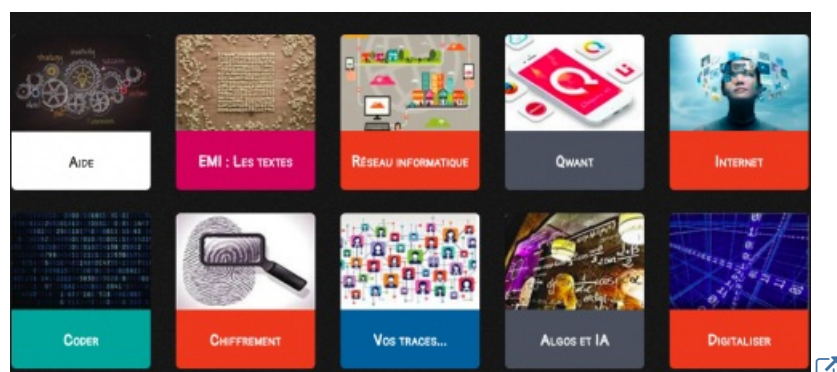 AIDE
EMI : LES TEXTES
RÉSEAU INFORMATIQUE
QWANT
INTERNET
CODER
CHIFFREMENT
VOS TRACES...
ALGOS ET IA
DIGITALISER